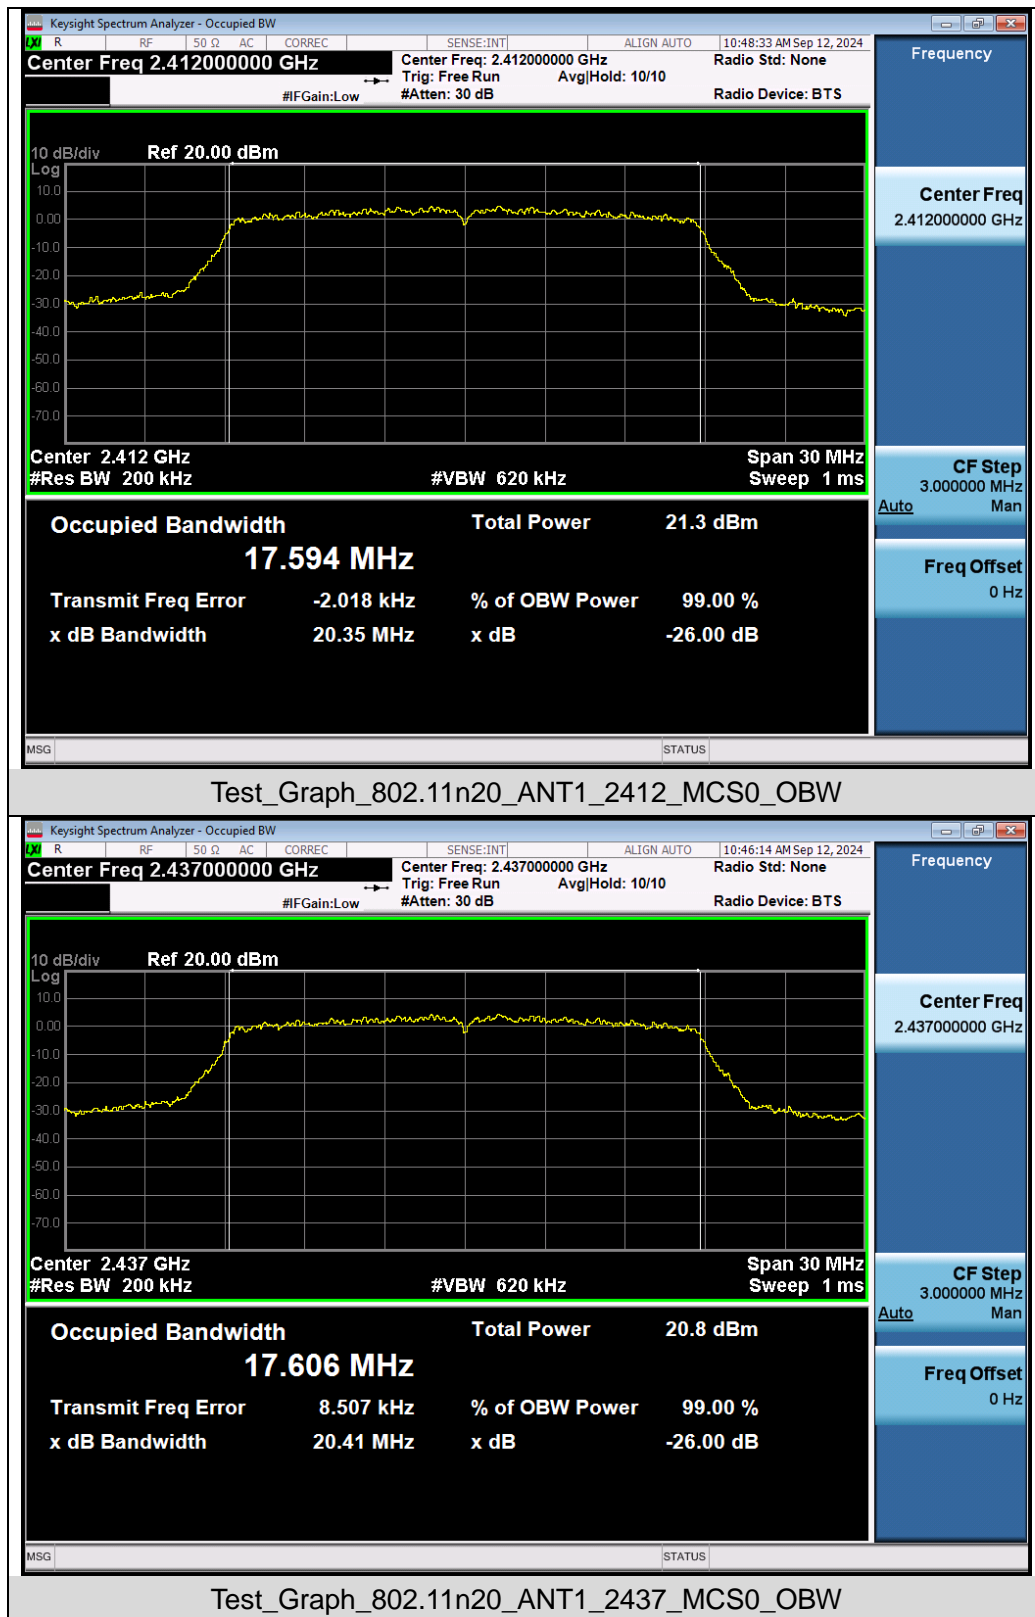 Keysight Spectrum Analyzer - Occupied BW
LXI R RF 50 Ω AC CORREC SENSE:INT ALIGN AUTO 10:48:33 AM Sep 12, 2024
Center Freq 2.412000000 GHz Center Freq: 2.412000000 GHz Radio Std: None
Trig: Free Run Avg|Hold: 10/10
#IFGain:Low #Atten: 30 dB Radio Device: BTS
10 dB/div Ref 20.00 dBm
Log
10.0
0.00
-10.0
-20.0
-30.0
-40.0
-50.0
-60.0
-70.0
Center 2.412 GHz Span 30 MHz
#Res BW 200 kHz #VBW 620 kHz Sweep 1 ms
Occupied Bandwidth Total Power 21.3 dBm
17.594 MHz
Transmit Freq Error -2.018 kHz % of OBW Power 99.00 %
x dB Bandwidth 20.35 MHz x dB -26.00 dB
Frequency
Center Freq
2.412000000 GHz
CF Step
3.000000 MHz
Auto Man
Freq Offset
0 Hz
MSG STATUS
Test_Graph_802.11n20_ANT1_2412_MCS0_OBW
Keysight Spectrum Analyzer - Occupied BW
LXI R RF 50 Ω AC CORREC SENSE:INT ALIGN AUTO 10:46:14 AM Sep 12, 2024
Center Freq 2.437000000 GHz Center Freq: 2.437000000 GHz Radio Std: None
Trig: Free Run Avg|Hold: 10/10
#IFGain:Low #Atten: 30 dB Radio Device: BTS
10 dB/div Ref 20.00 dBm
Log
10.0
0.00
-10.0
-20.0
-30.0
-40.0
-50.0
-60.0
-70.0
Center 2.437 GHz Span 30 MHz
#Res BW 200 kHz #VBW 620 kHz Sweep 1 ms
Occupied Bandwidth Total Power 20.8 dBm
17.606 MHz
Transmit Freq Error 8.507 kHz % of OBW Power 99.00 %
x dB Bandwidth 20.41 MHz x dB -26.00 dB
Frequency
Center Freq
2.437000000 GHz
CF Step
3.000000 MHz
Auto Man
Freq Offset
0 Hz
MSG STATUS
Test_Graph_802.11n20_ANT1_2437_MCS0_OBW